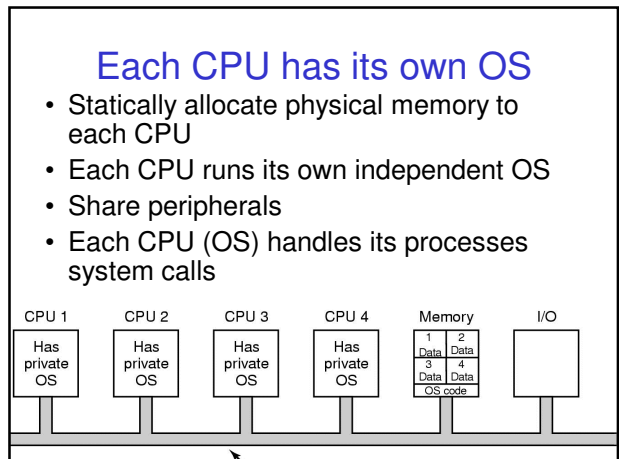 Each CPU has its own OS
• Statically allocate physical memory to
each CPU
• Each CPU runs its own independent OS
• Share peripherals
• Each CPU (OS) handles its processes
system calls
CPU 1 CPU 2 CPU 3 CPU 4 Memory I/O
Has Has Has Has 1 2
private private private private Data Data
OS OS OS OS 3 4
Data Data
OS code